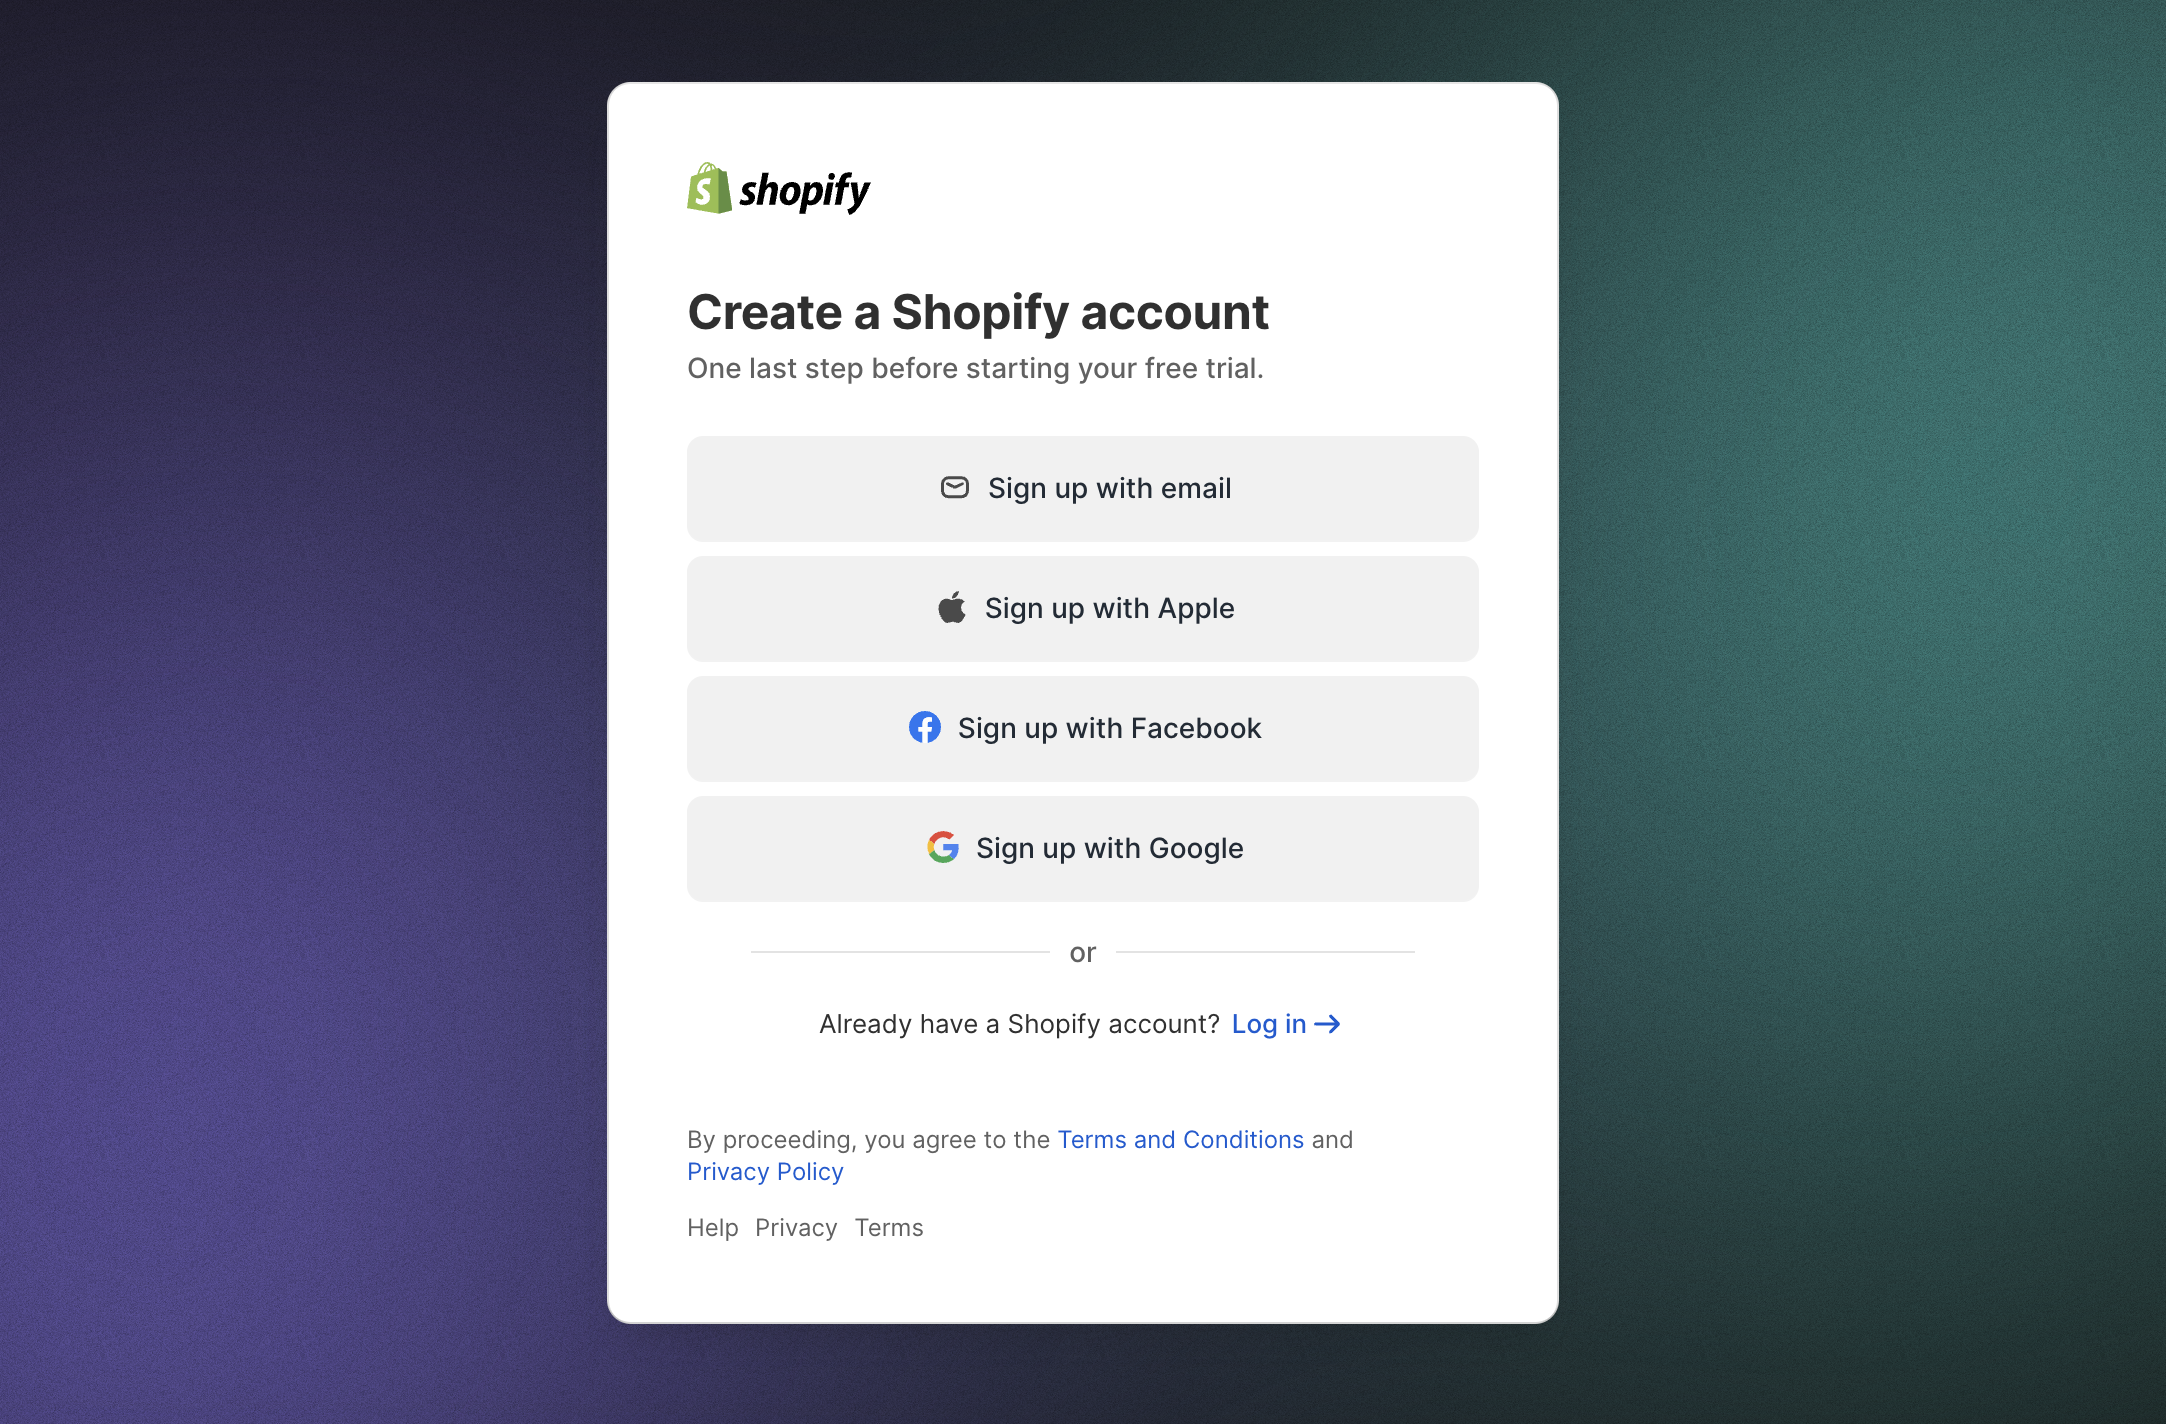 shopify
Create a Shopify account
One last step before starting your free trial.
Sign up with email
Sign up with Apple
Sign up with Facebook
Sign up with Google
or
Already have a Shopify account? Log in →
By proceeding, you agree to the Terms and Conditions and
Privacy Policy
Help Privacy Terms